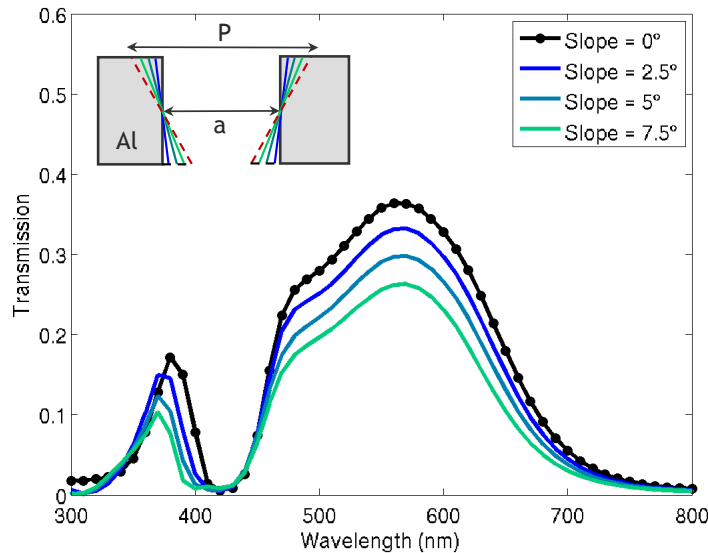 0.6
0.5
0.4
0.3
0.2
0.1
0
300
400
500
600
700
800
Transmission
Wavelength (nm)
P
a
Al
Slope = 0°
Slope = 2.5°
Slope = 5°
Slope = 7.5°